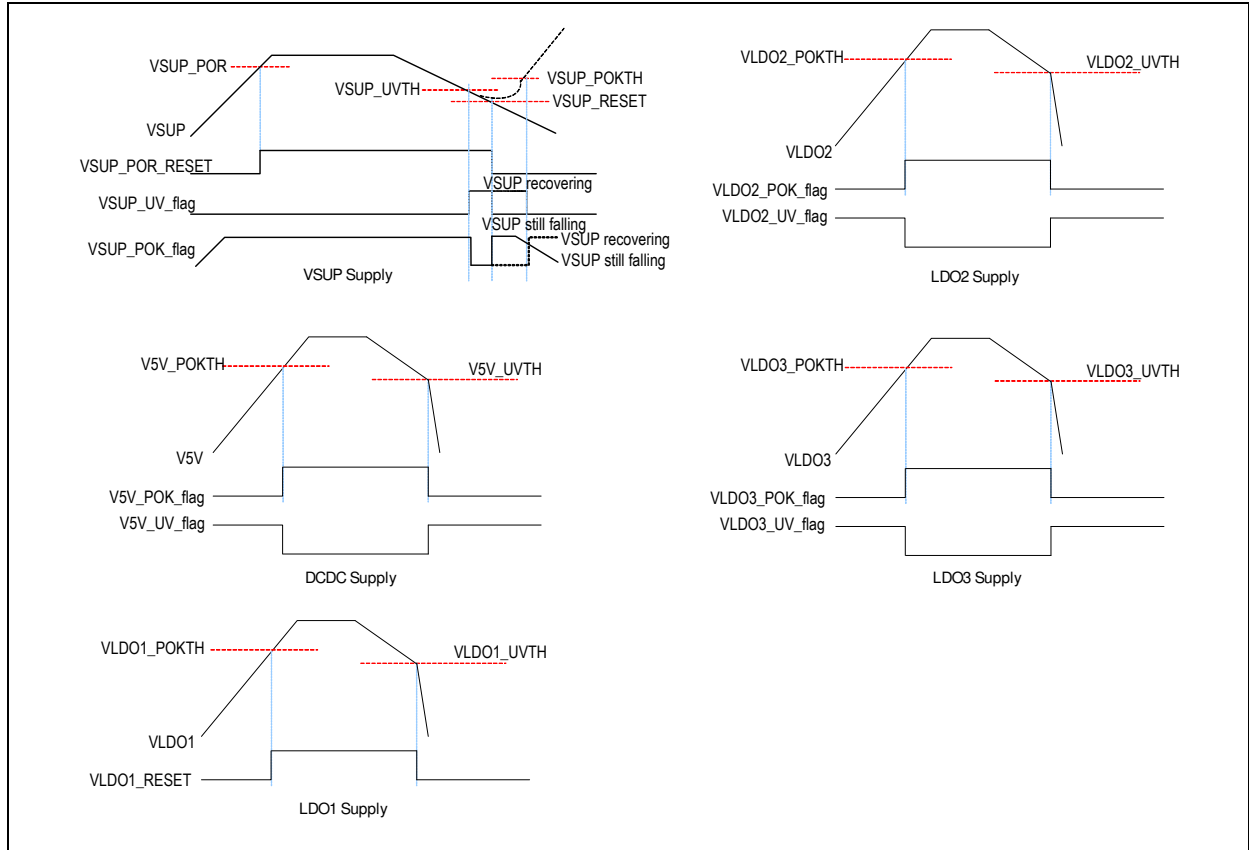 VSUP_POR
VSUP_UVTH
VSUP_POKTH
VSUP_RESET
VSUP
VSUP_POR_RESET
VSUP recovering
VSUP_UV_flag
VSUP still falling
VSUP_POK_flag
VSUP recovering
VSUP still falling
VSUP Supply
VLDO2_POKTH
VLDO2_UVTH
VLDO2
VLDO2_POK_flag
VLDO2_UV_flag
LDO2 Supply
V5V_POKTH
V5V_UVTH
V5V
V5V_POK_flag
V5V_UV_flag
DCDC Supply
VLDO3_POKTH
VLDO3_UVTH
VLDO3
VLDO3_POK_flag
VLDO3_UV_flag
LDO3 Supply
VLDO1_POKTH
VLDO1_UVTH
VLDO1
VLDO1_RESET
LDO1 Supply